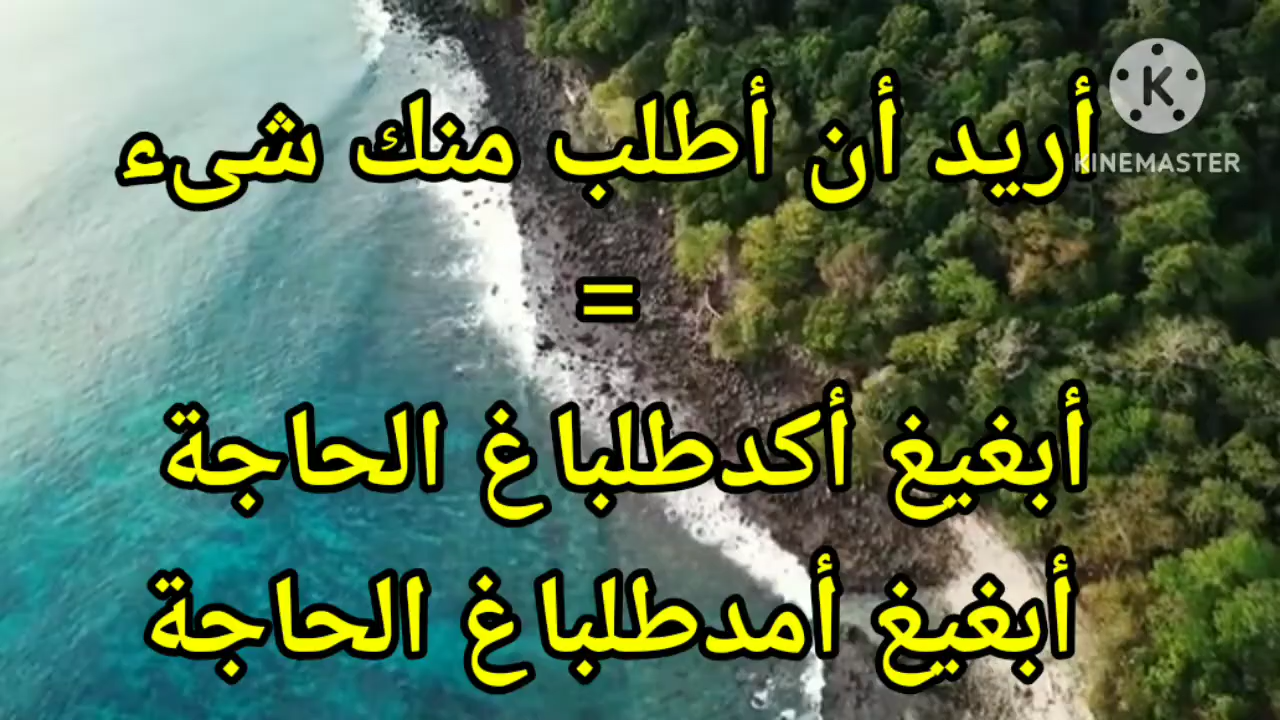 أريد أن أطلب منك شىء
=
أبغيغ أكدطلباغ الحاجة
أبغيغ أمدطلباغ الحاجة
K
KINEMASTER